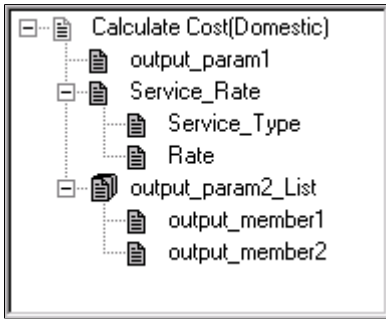 Calculate Cost(Domestic)
output_param1
Service_Rate
Service_Type
Rate
output_param2_List
output_member1
output_member2